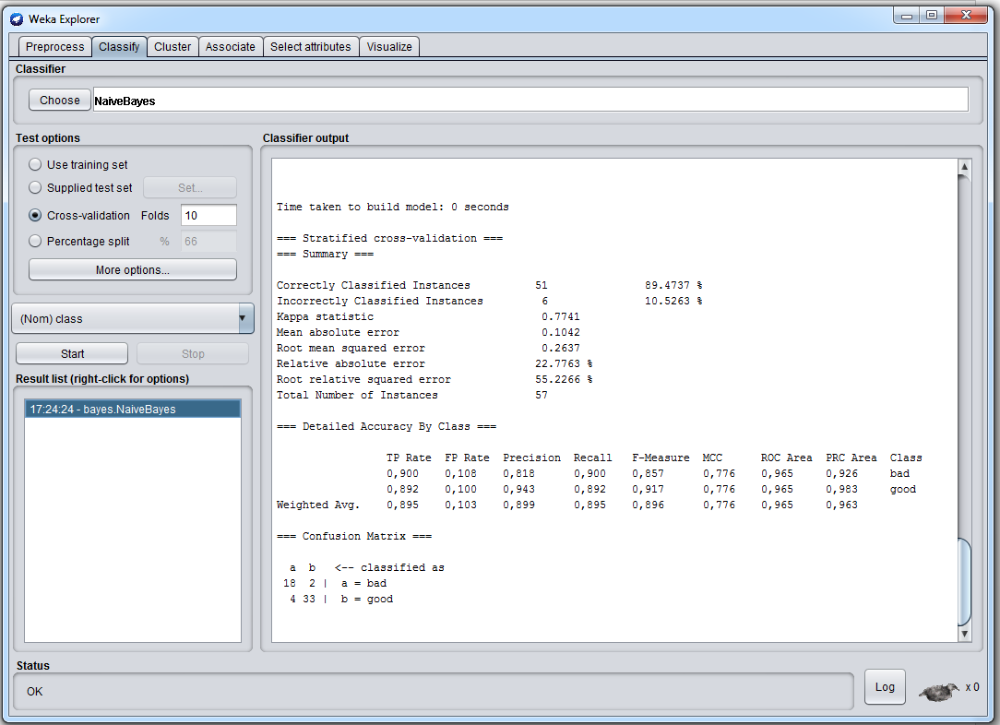 Weka Explorer
Preprocess Classify Cluster Associate Select attributes Visualize
Classifier
Choose NaiveBayes
Test options
Use training set
Supplied test set Set...
Cross-validation Folds 10
Percentage split % 66
More options...
(Nom) class
Start Stop
Result list (right-click for options)
17:24:24 - bayes.NaiveBayes
Classifier output
Time taken to build model: 0 seconds
=== Stratified cross-validation ===
=== Summary ===
Correctly Classified Instances 51 89.4737 %
Incorrectly Classified Instances 6 10.5263 %
Kappa statistic 0.7741
Mean absolute error 0.1042
Root mean squared error 0.2637
Relative absolute error 22.7763 %
Root relative squared error 55.2266 %
Total Number of Instances 57
=== Detailed Accuracy By Class ===
TP Rate FP Rate Precision Recall F-Measure MCC ROC Area PRC Area Class
0,900 0,108 0,818 0,900 0,857 0,776 0,965 0,926 bad
0,892 0,100 0,943 0,892 0,917 0,776 0,965 0,983 good
Weighted Avg. 0,895 0,103 0,899 0,895 0,896 0,776 0,965 0,963
=== Confusion Matrix ===
a b <-- classified as
18 2 | a = bad
4 33 | b = good
Status
OK
Log x 0